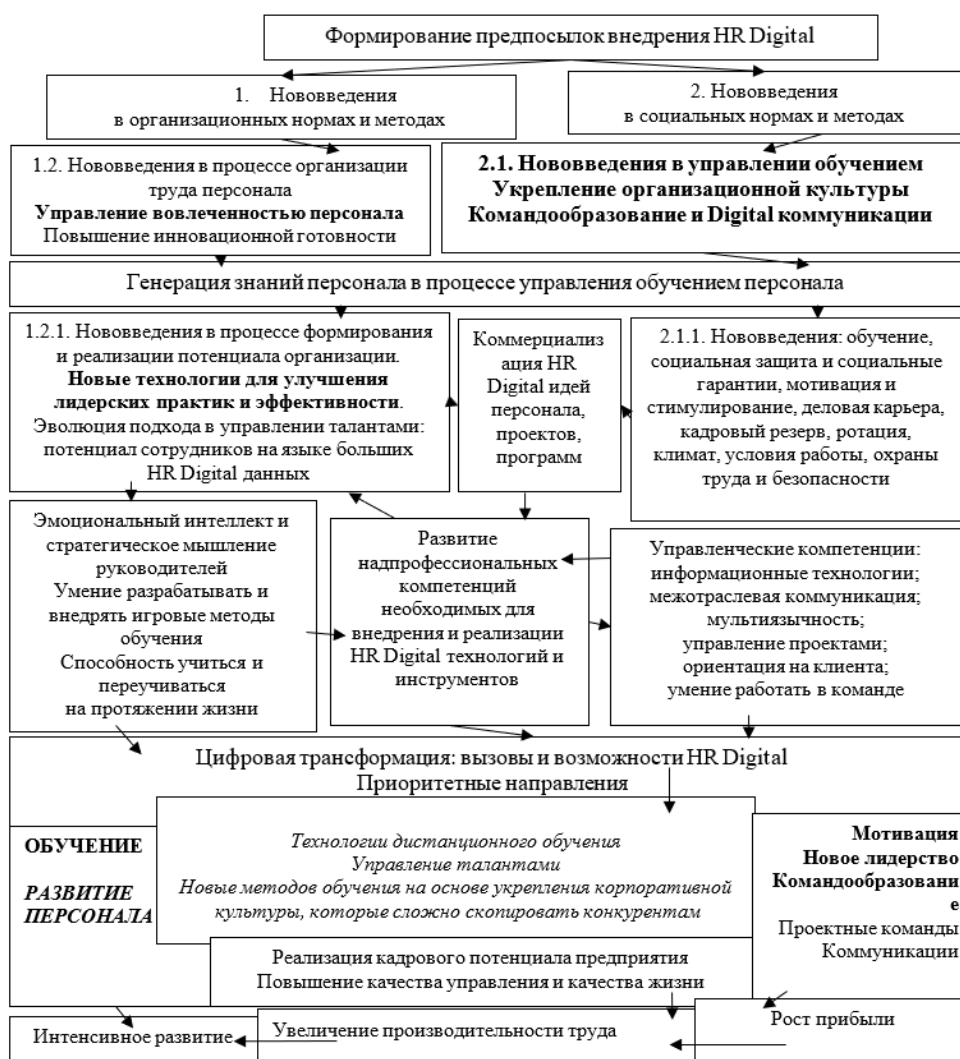 Формирование предпосылок внедрения HR Digital
1. Нововведения
в организационных нормах и методах
2. Нововведения
в социальных нормах и методах
1.2. Нововведения в процессе организации
труда персонала
Управление вовлеченностью персонала
Повышение инновационной готовности
2.1. Нововведения в управлении обучением
Укрепление организационной культуры
Командообразование и Digital коммуникации
Генерация знаний персонала в процессе управления обучением персонала
1.2.1. Нововведения в процессе формирования
и реализации потенциала организации.
Новые технологии для улучшения
лидерских практик и эффективности.
Эволюция подхода в управлении талантами:
потенциал сотрудников на языке больших
HR Digital данных
Коммерциализ
ация HR
Digital идей
персонала,
проектов,
программ
2.1.1. Нововведения: обучение,
социальная защита и социальные
гарантии, мотивация и
стимулирование, деловая карьера,
кадровый резерв, ротация,
климат, условия работы, охраны
труда и безопасности
Эмоциональный интеллект и
стратегическое мышление
руководителей
Умение разрабатывать и
внедрять игровые методы
обучения
Способность учиться и
переучиваться
на протяжении жизни
Развитие
надпрофессиональных
компетенций
необходимых для
внедрения и реализации
HR Digital технологий и
инструментов
Управленческие компетенции:
информационные технологии;
межотраслевая коммуникация;
мультиязычность;
управление проектами;
ориентация на клиента;
умение работать в команде
Цифровая трансформация: вызовы и возможности HR Digital
Приоритетные направления
ОБУЧЕНИЕ
РАЗВИТИЕ
ПЕРСОНАЛА
Технологии дистанционного обучения
Управление талантами
Новые методов обучения на основе укрепления корпоративной
культуры, которые сложно скопировать конкурентам
Мотивация
Новое лидерство
Командообразовани
е
Проектные команды
Коммуникации
Реализация кадрового потенциала предприятия
Повышение качества управления и качества жизни
Интенсивное развитие
Увеличение производительности труда
Рост прибыли